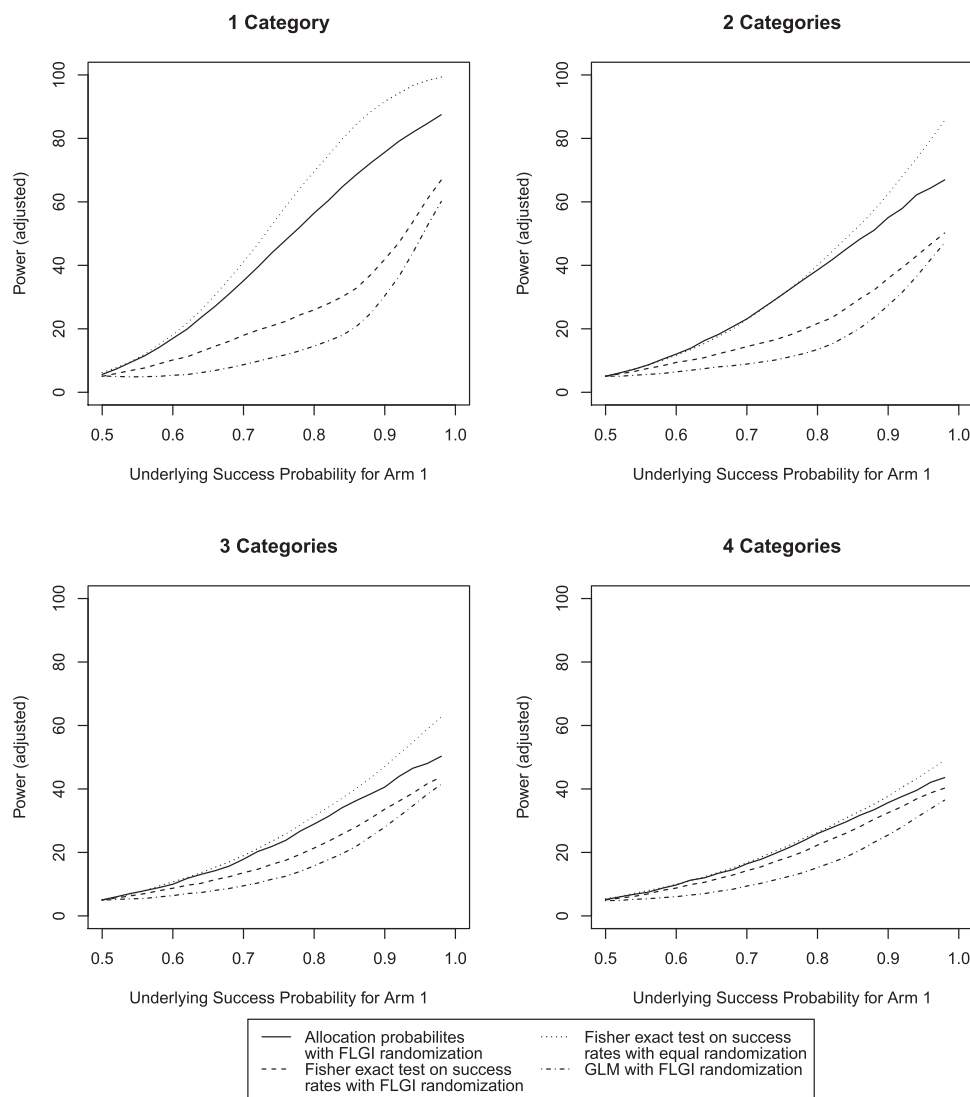 1 Category
2 Categories
Power (adjusted)
100
80
60
40
20
0
0.5 0.6 0.7 0.8 0.9 1.0
Underlying Success Probability for Arm 1
Power (adjusted)
100
80
60
40
20
0
0.5 0.6 0.7 0.8 0.9 1.0
Underlying Success Probability for Arm 1
3 Categories
4 Categories
Power (adjusted)
100
80
60
40
20
0
0.5 0.6 0.7 0.8 0.9 1.0
Underlying Success Probability for Arm 1
Power (adjusted)
100
80
60
40
20
0
0.5 0.6 0.7 0.8 0.9 1.0
Underlying Success Probability for Arm 1
Allocation probabilites
with FLGI randomization
Fisher exact test on success
rates with FLGI randomization
Fisher exact test on success
rates with equal randomization
GLM with FLGI randomization